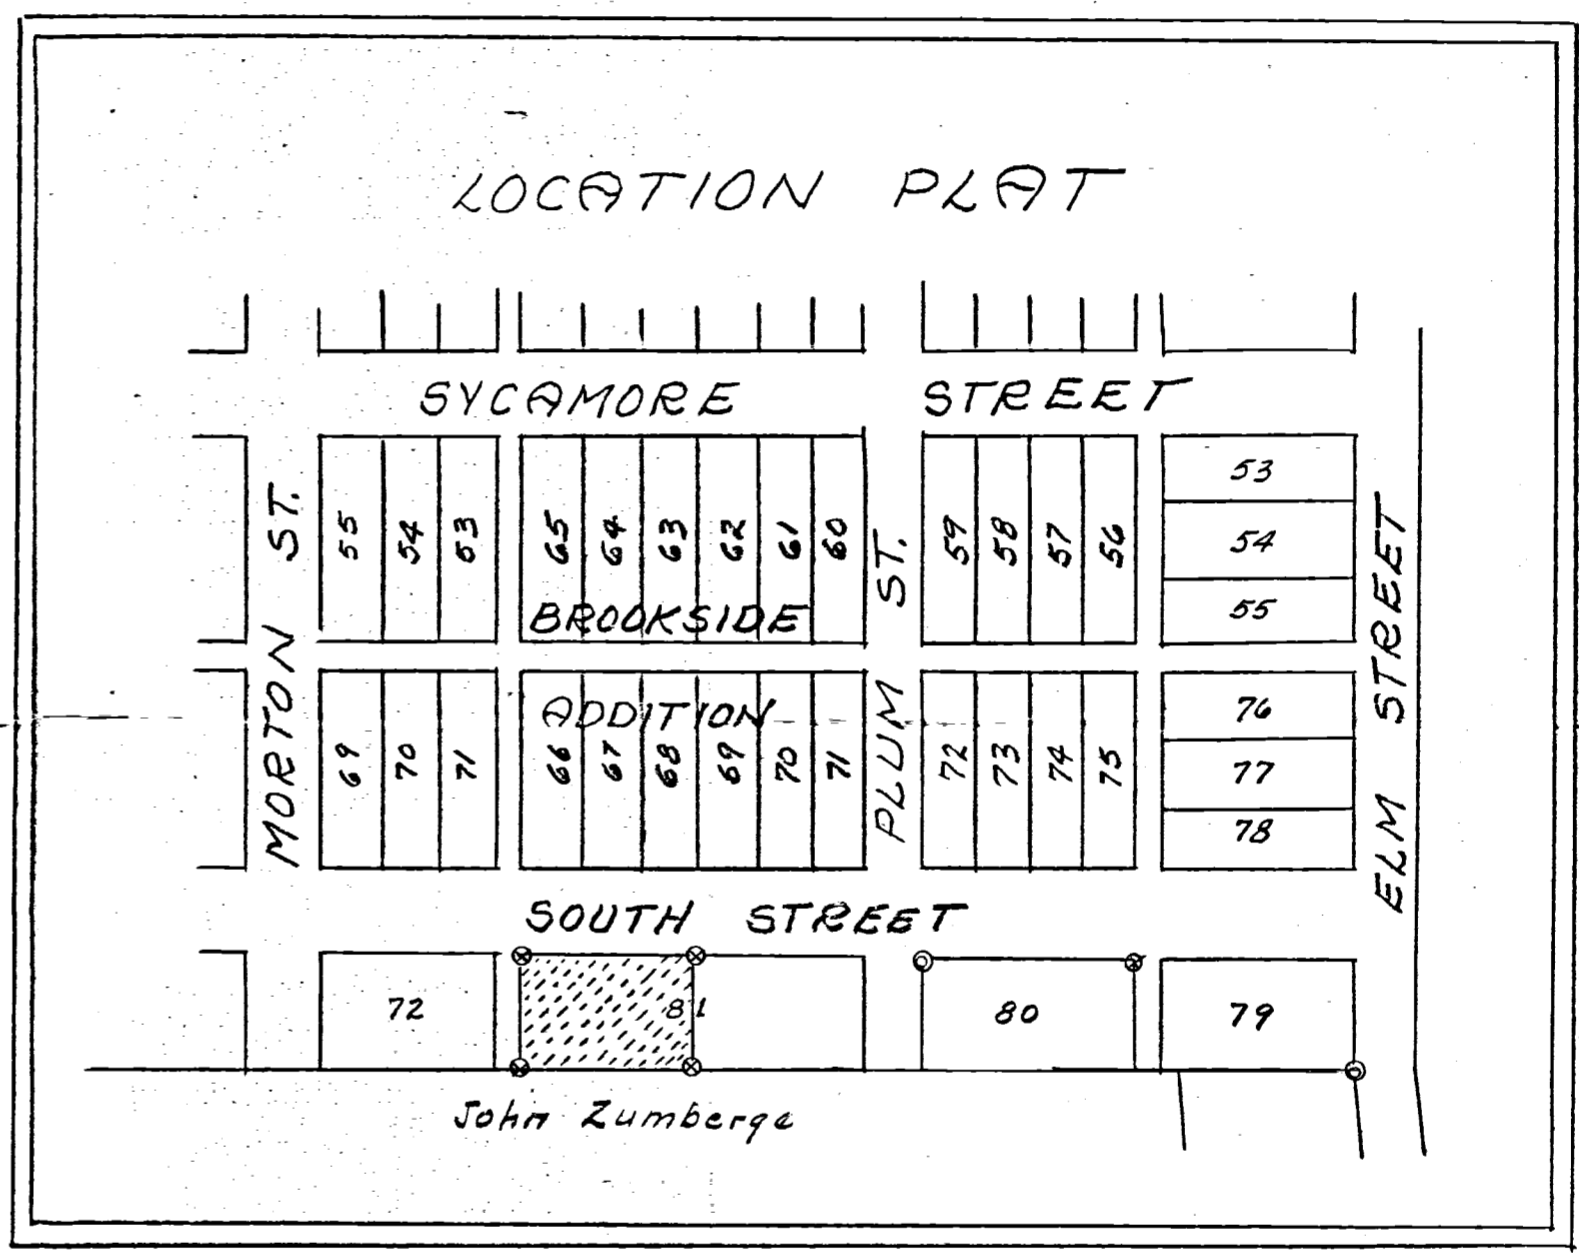 LOCATION PLAT
SYCAMORE STREET
MORTON ST.
55 54 53
65 64 63 62 61 60
59 58 57 56
53
54
55
BROOKSIDE
ADDITION
PLUM ST.
ELM STREET
69 70 71
66 67 68 69 70 71
72 73 74 75
76
77
78
SOUTH STREET
72
81
80
79
John Zumberge